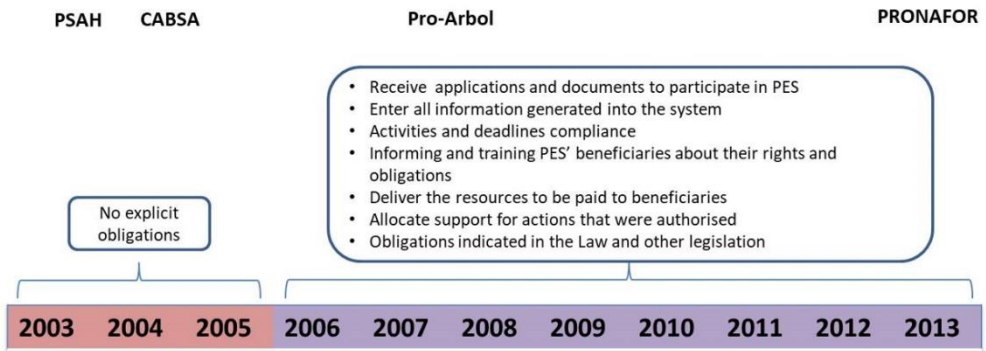 PSAH CABSA Pro-Arbol PRONAFOR
• Receive applications and documents to participate in PES
• Enter all information generated into the system
• Activities and deadlines compliance
• Informing and training PES' beneficiaries about their rights and
obligations
• Deliver the resources to be paid to beneficiaries
• Allocate support for actions that were authorised
• Obligations indicated in the Law and other legislation
No explicit
obligations
2003 2004 2005 2006 2007 2008 2009 2010 2011 2012 2013